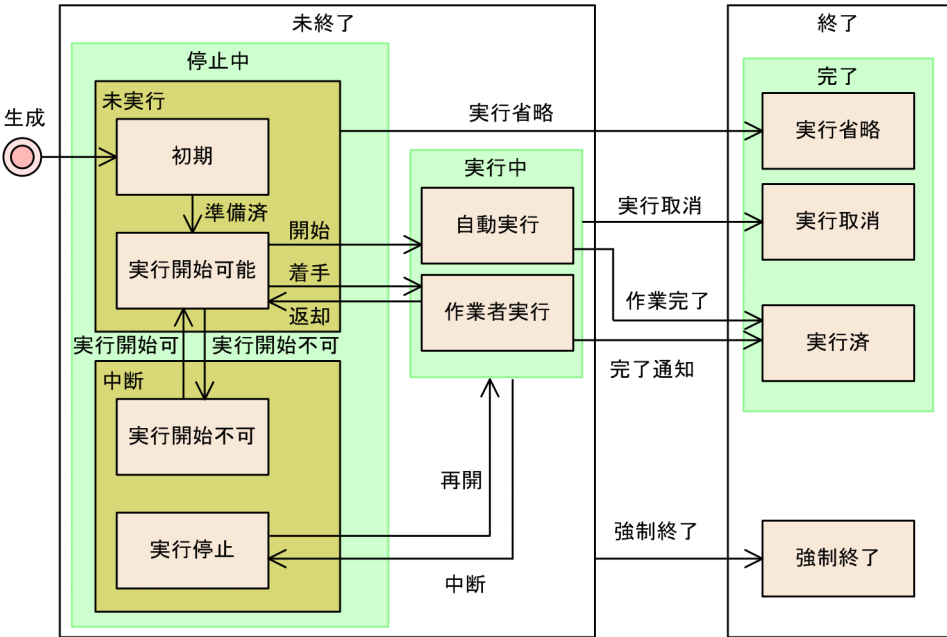 未終了
終了
停止中
完了
未実行
生成
実行省略
実行省略
初期
実行中
準備済
開始
自動実行
実行取消
実行取消
実行開始可能
着手
作業者実行
作業完了
返却
実行開始可
実行開始不可
実行済
完了通知
中断
実行開始不可
再開
実行停止
強制終了
強制終了
中断